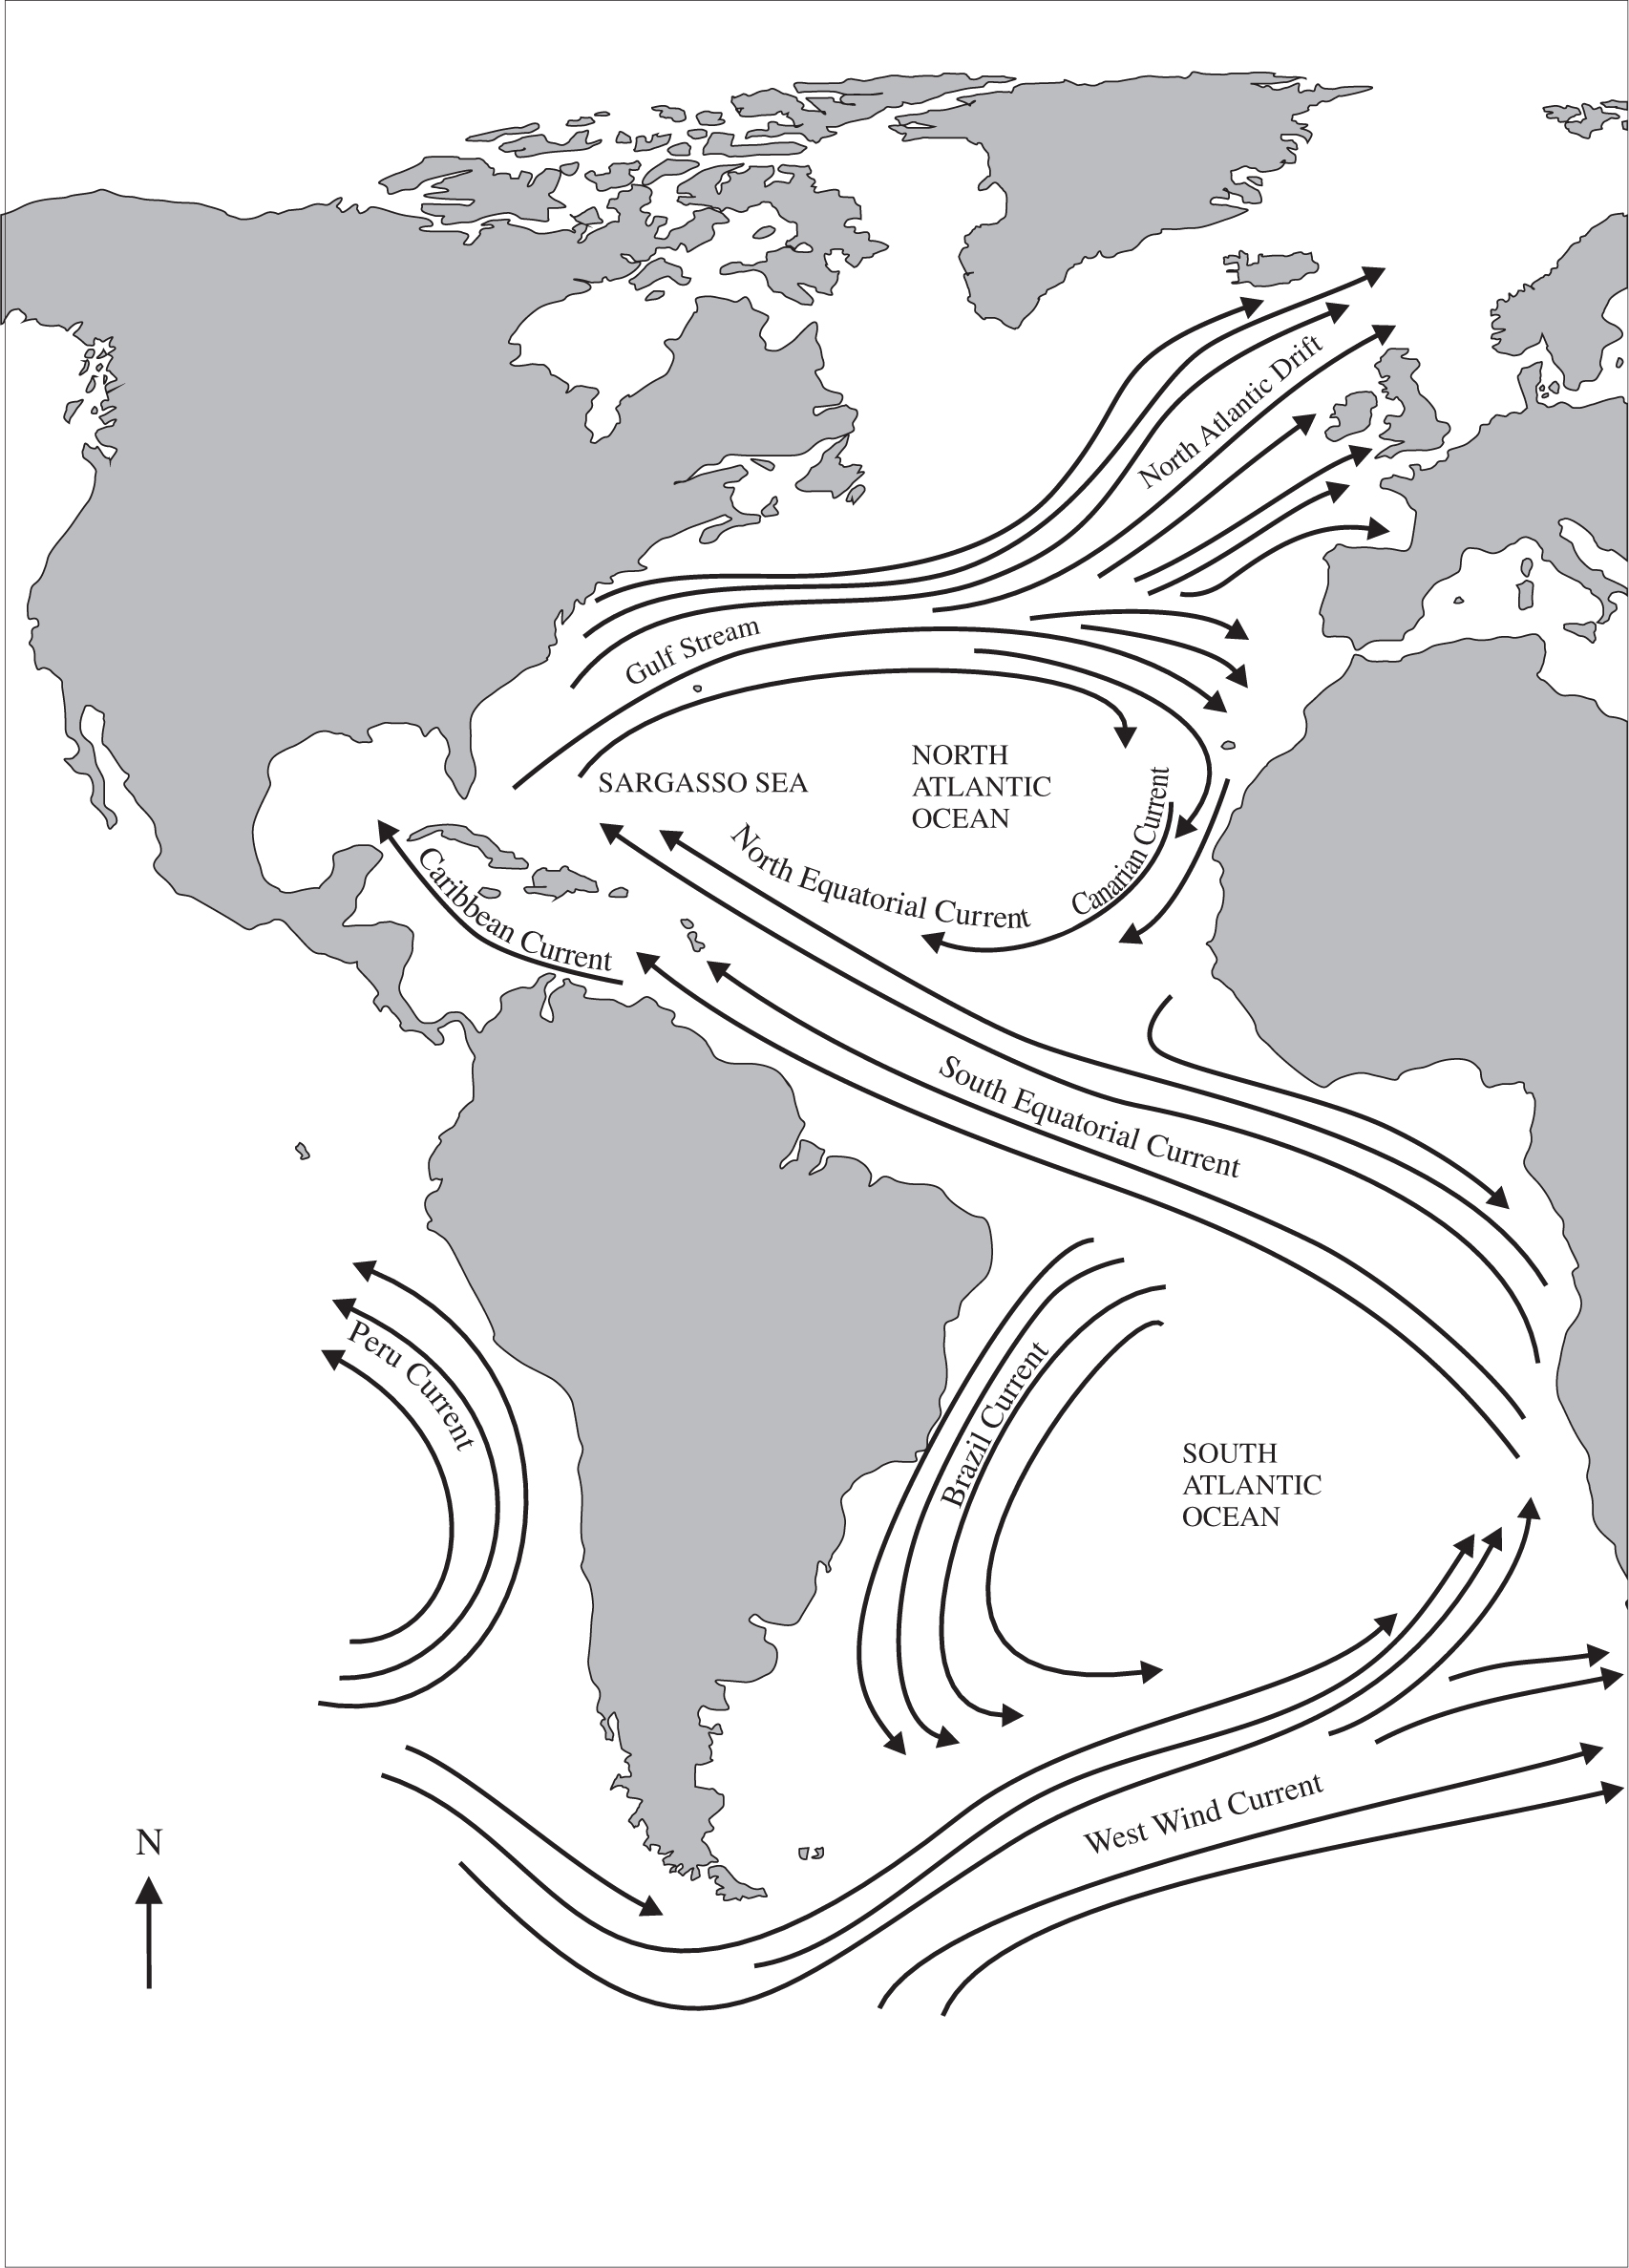 North Atlantic Drift
Gulf Stream
SARGASSO SEA
NORTH
ATLANTIC
OCEAN
Canarian Current
North Equatorial Current
Caribbean Current
South Equatorial Current
Peru Current
Brazil Current
SOUTH
ATLANTIC
OCEAN
West Wind Current
N